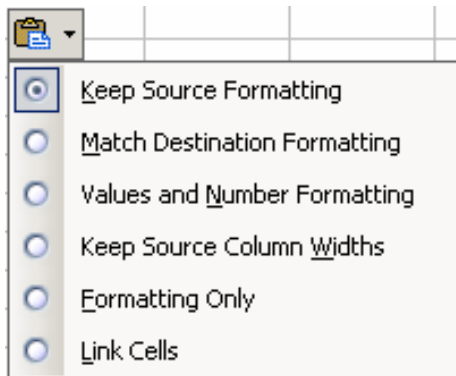 Keep Source Formatting
Match Destination Formatting
Values and Number Formatting
Keep Source Column Widths
Formatting Only
Link Cells